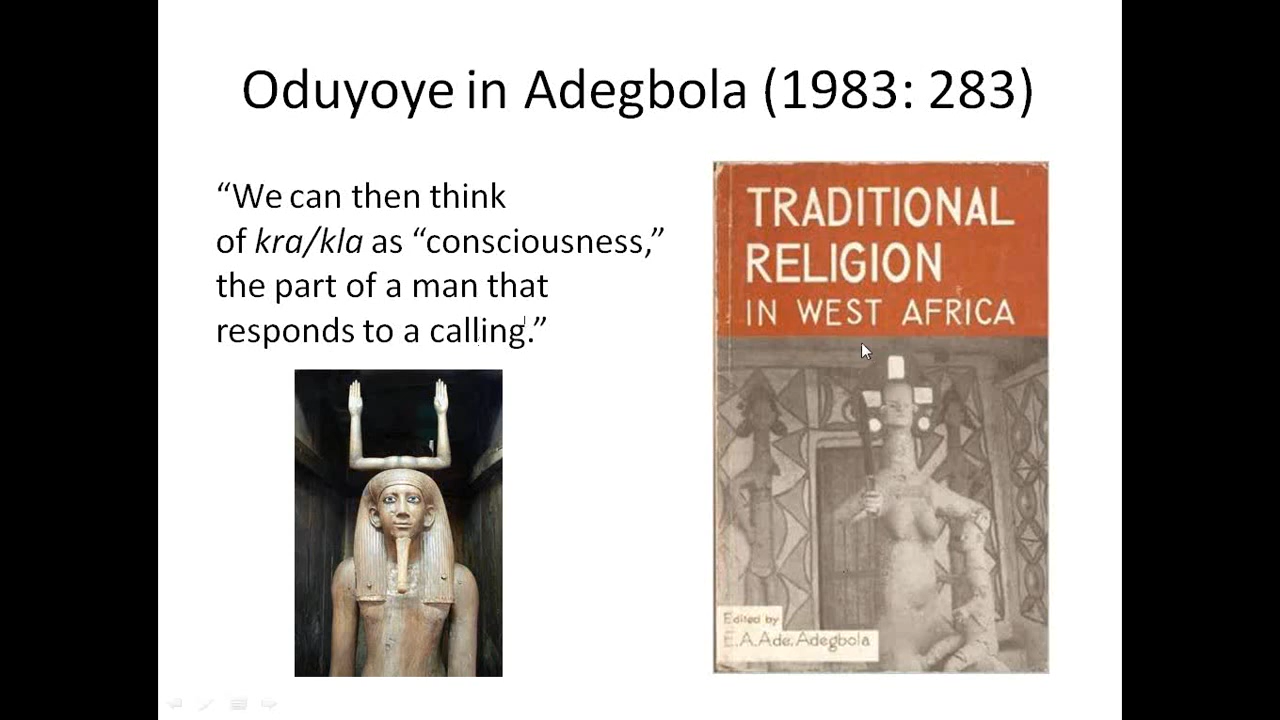 Oduyoye in Adegbola (1983: 283)
“We can then think
of kra/kla as “consciousness,”
the part of a man that
responds to a calling.”
TRADITIONAL
RELIGION
IN WEST AFRICA
Edited by
E.A.Ade.Adegbola